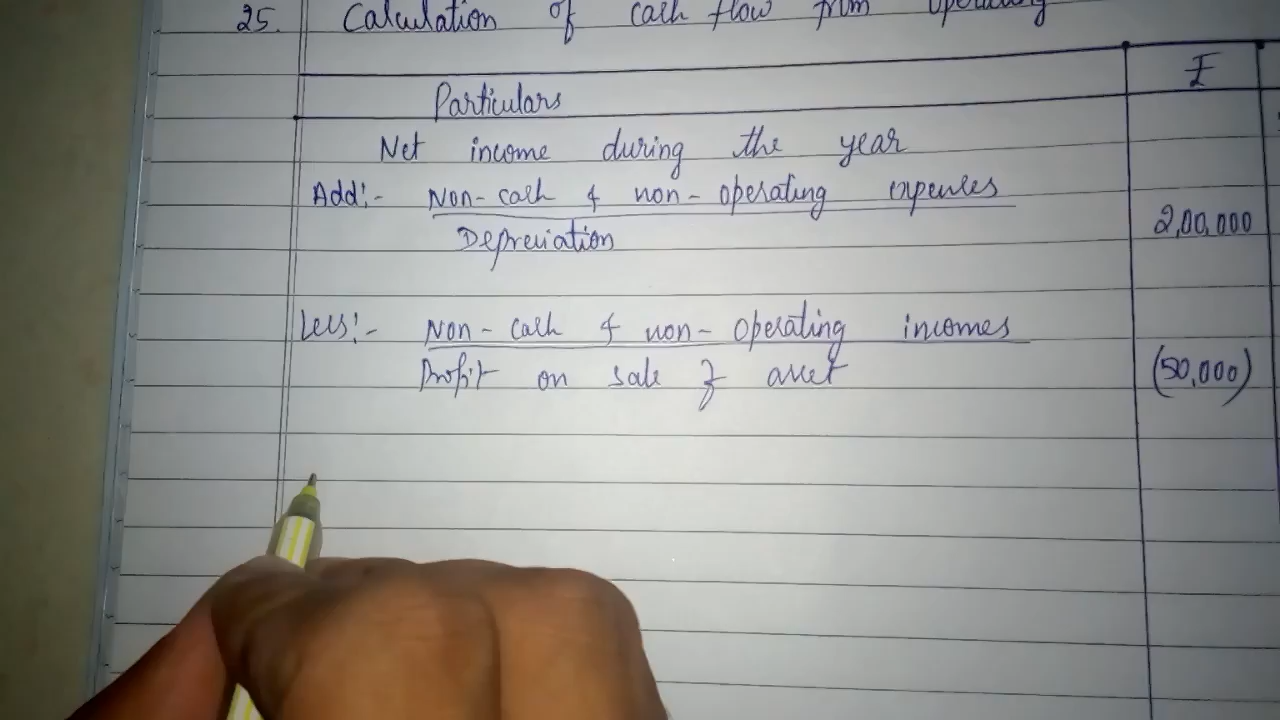 25. Calculation of cash flow from operating
Particulars ₹
Net income during the year
Add:- Non-cash & non-operating expenses
Depreciation 2,00,000
Less:- Non-cash & non-operating incomes
Profit on sale of asset (50,000)